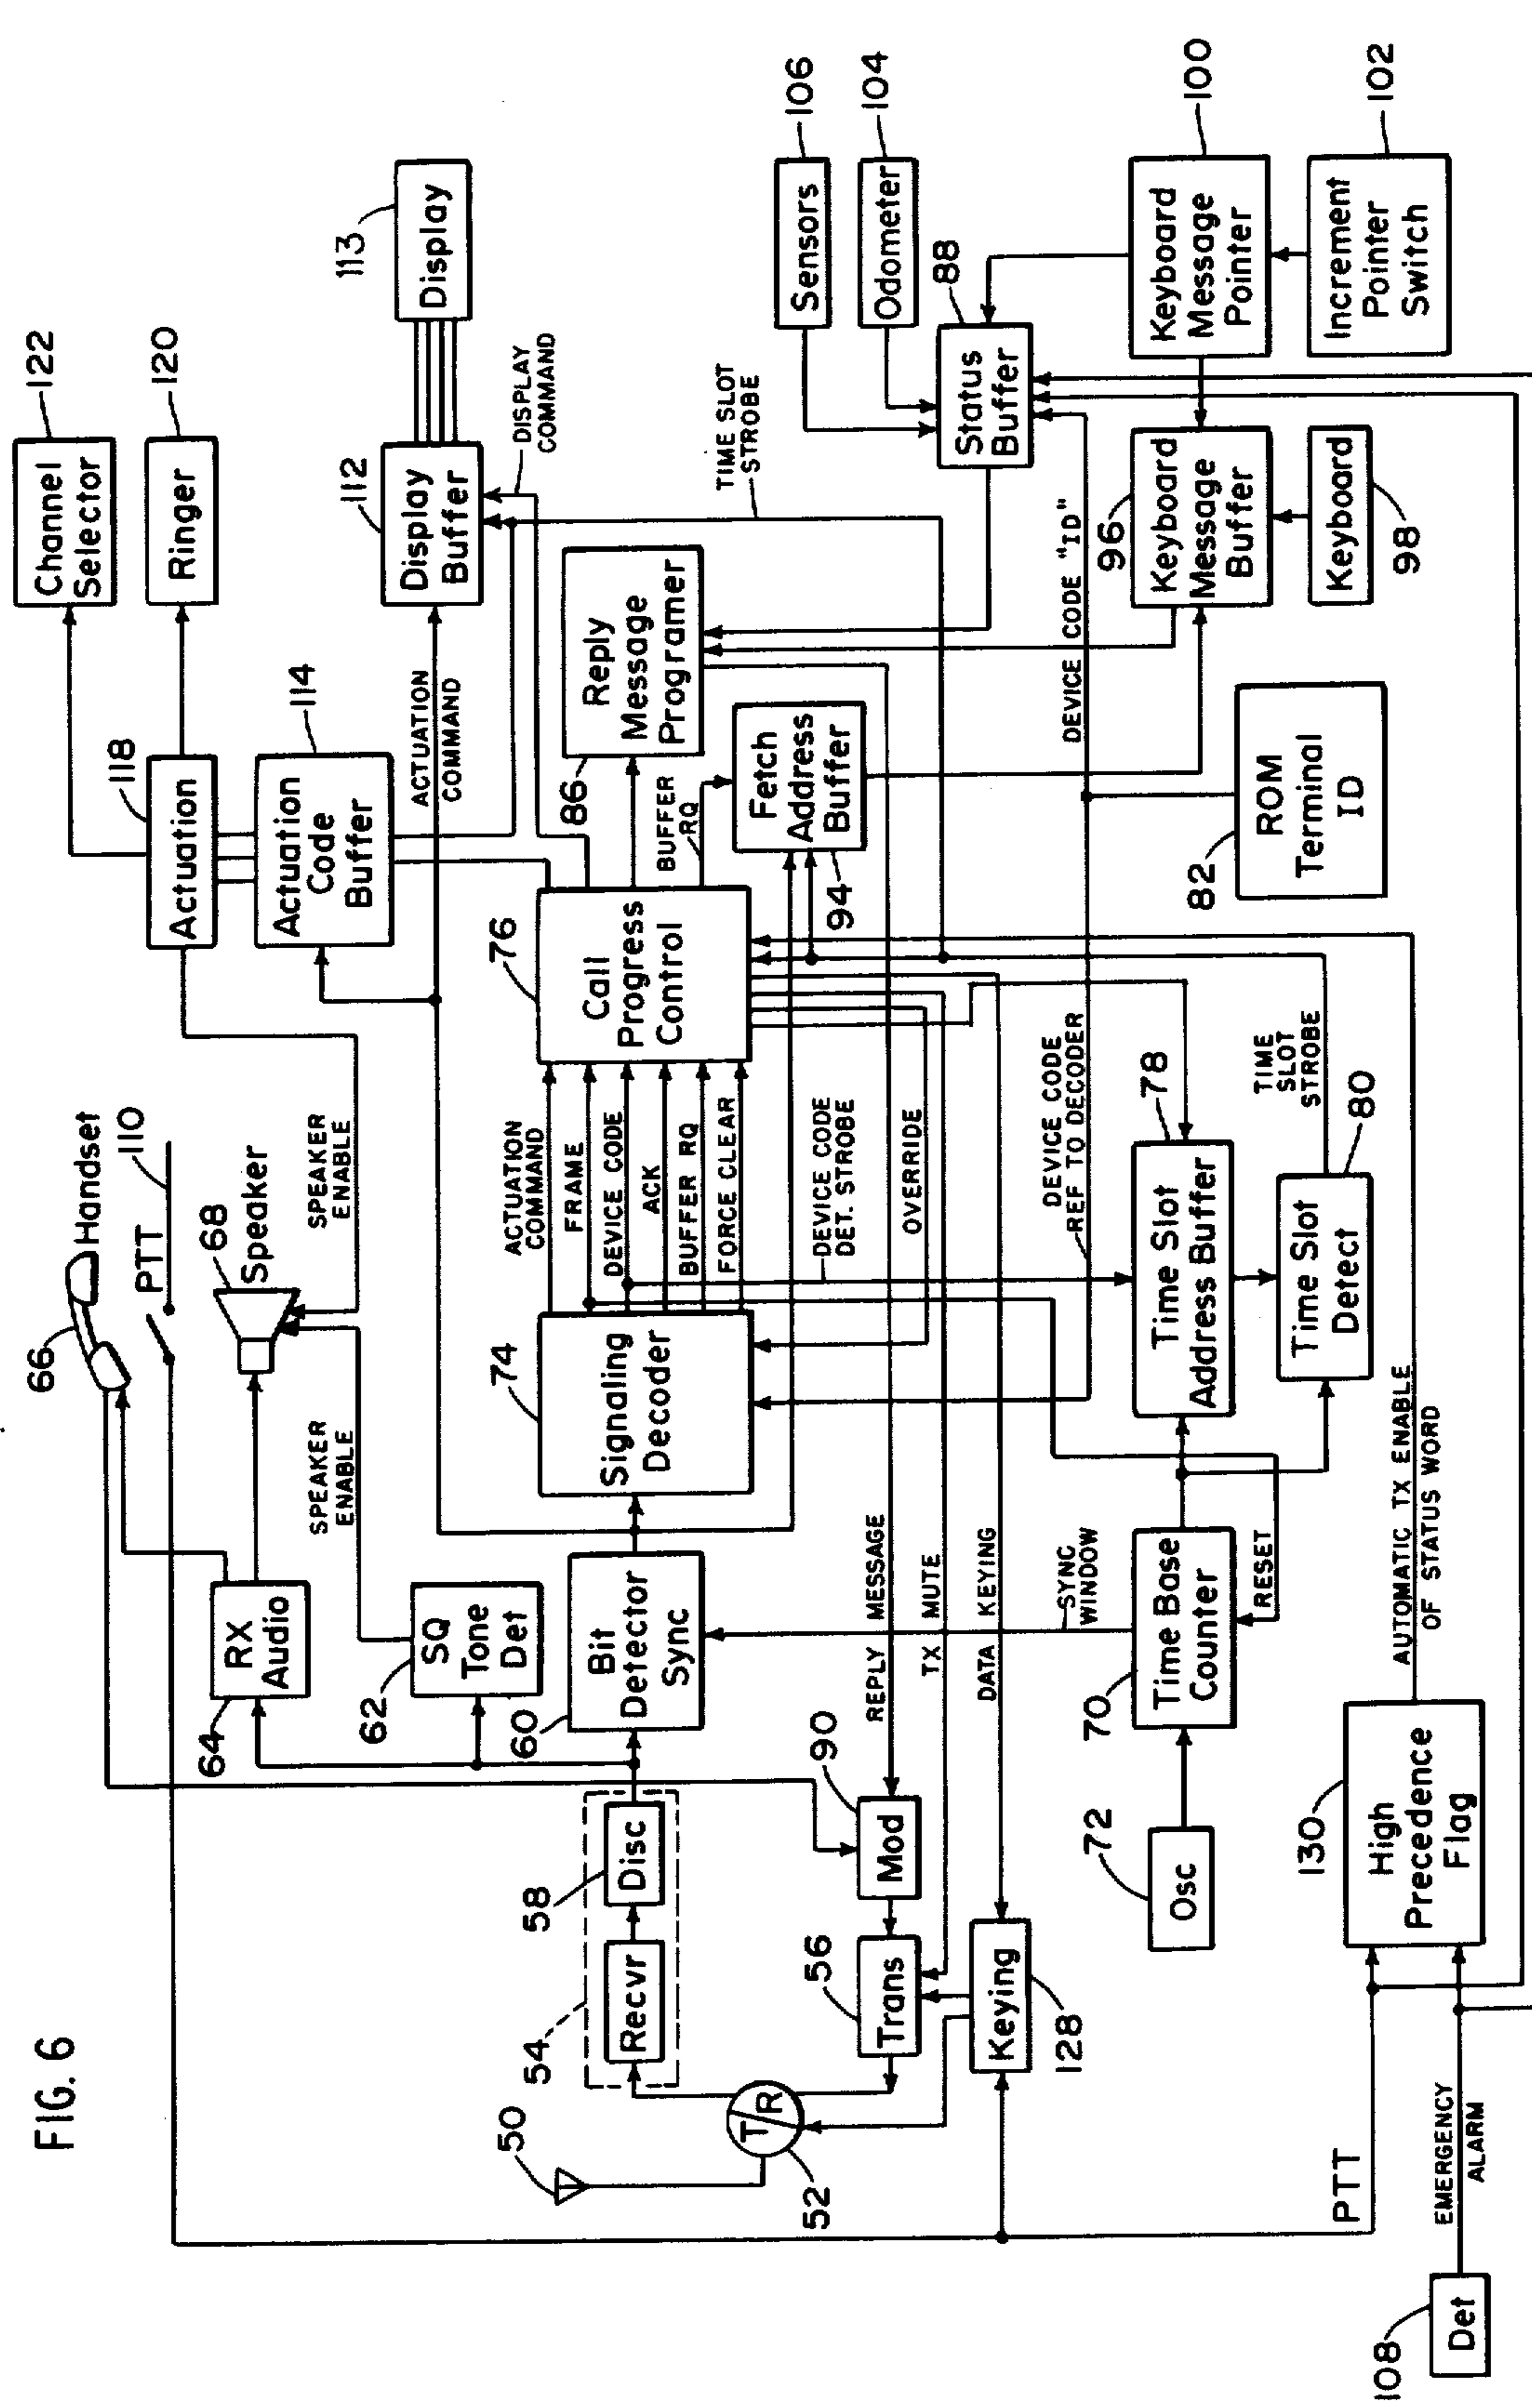 FIG. 6
Channel
Selector
122
Ringer
120
Actuation
118
Actuation
Code
Buffer
114
Display
Buffer
112
Display
113
DISPLAY
COMMAND
ACTUATION
COMMAND
66
Handset
PTT
110
68
Speaker
SPEAKER
ENABLE
SPEAKER
ENABLE
RX
Audio
64
SQ
Tone
Det
62
50
T/R
52
54
Recvr
Disc
58
Bit
Detector
Sync
60
Signaling
Decoder
74
ACTUATION
COMMAND
FRAME
DEVICE CODE
ACK
BUFFER RQ
FORCE CLEAR
Call
Progress
Control
76
Reply
Message
Programer
86
BUFFER
RQ
Fetch
Address
Buffer
94
TIME SLOT
STROBE
Sensors
106
Odometer
104
Status
Buffer
88
Trans
56
Mod
90
REPLY MESSAGE
TX MUTE
DATA KEYING
DEVICE CODE
DET. STROBE
OVERRIDE
Keying
128
SYNC
WINDOW
DEVICE CODE
REF TO DECODER
DEVICE CODE "ID"
Osc
72
Time Base
Counter
70
RESET
Time Slot
Address Buffer
78
Time Slot
Detect
80
TIME
SLOT
STROBE
ROM
Terminal
ID
82
Keyboard
Message
Buffer
96
Keyboard
98
Keyboard
Message
Pointer
100
Increment
Pointer
Switch
102
PTT
EMERGENCY
ALARM
Det
108
High
Precedence
Flag
130
AUTOMATIC TX ENABLE
OF STATUS WORD